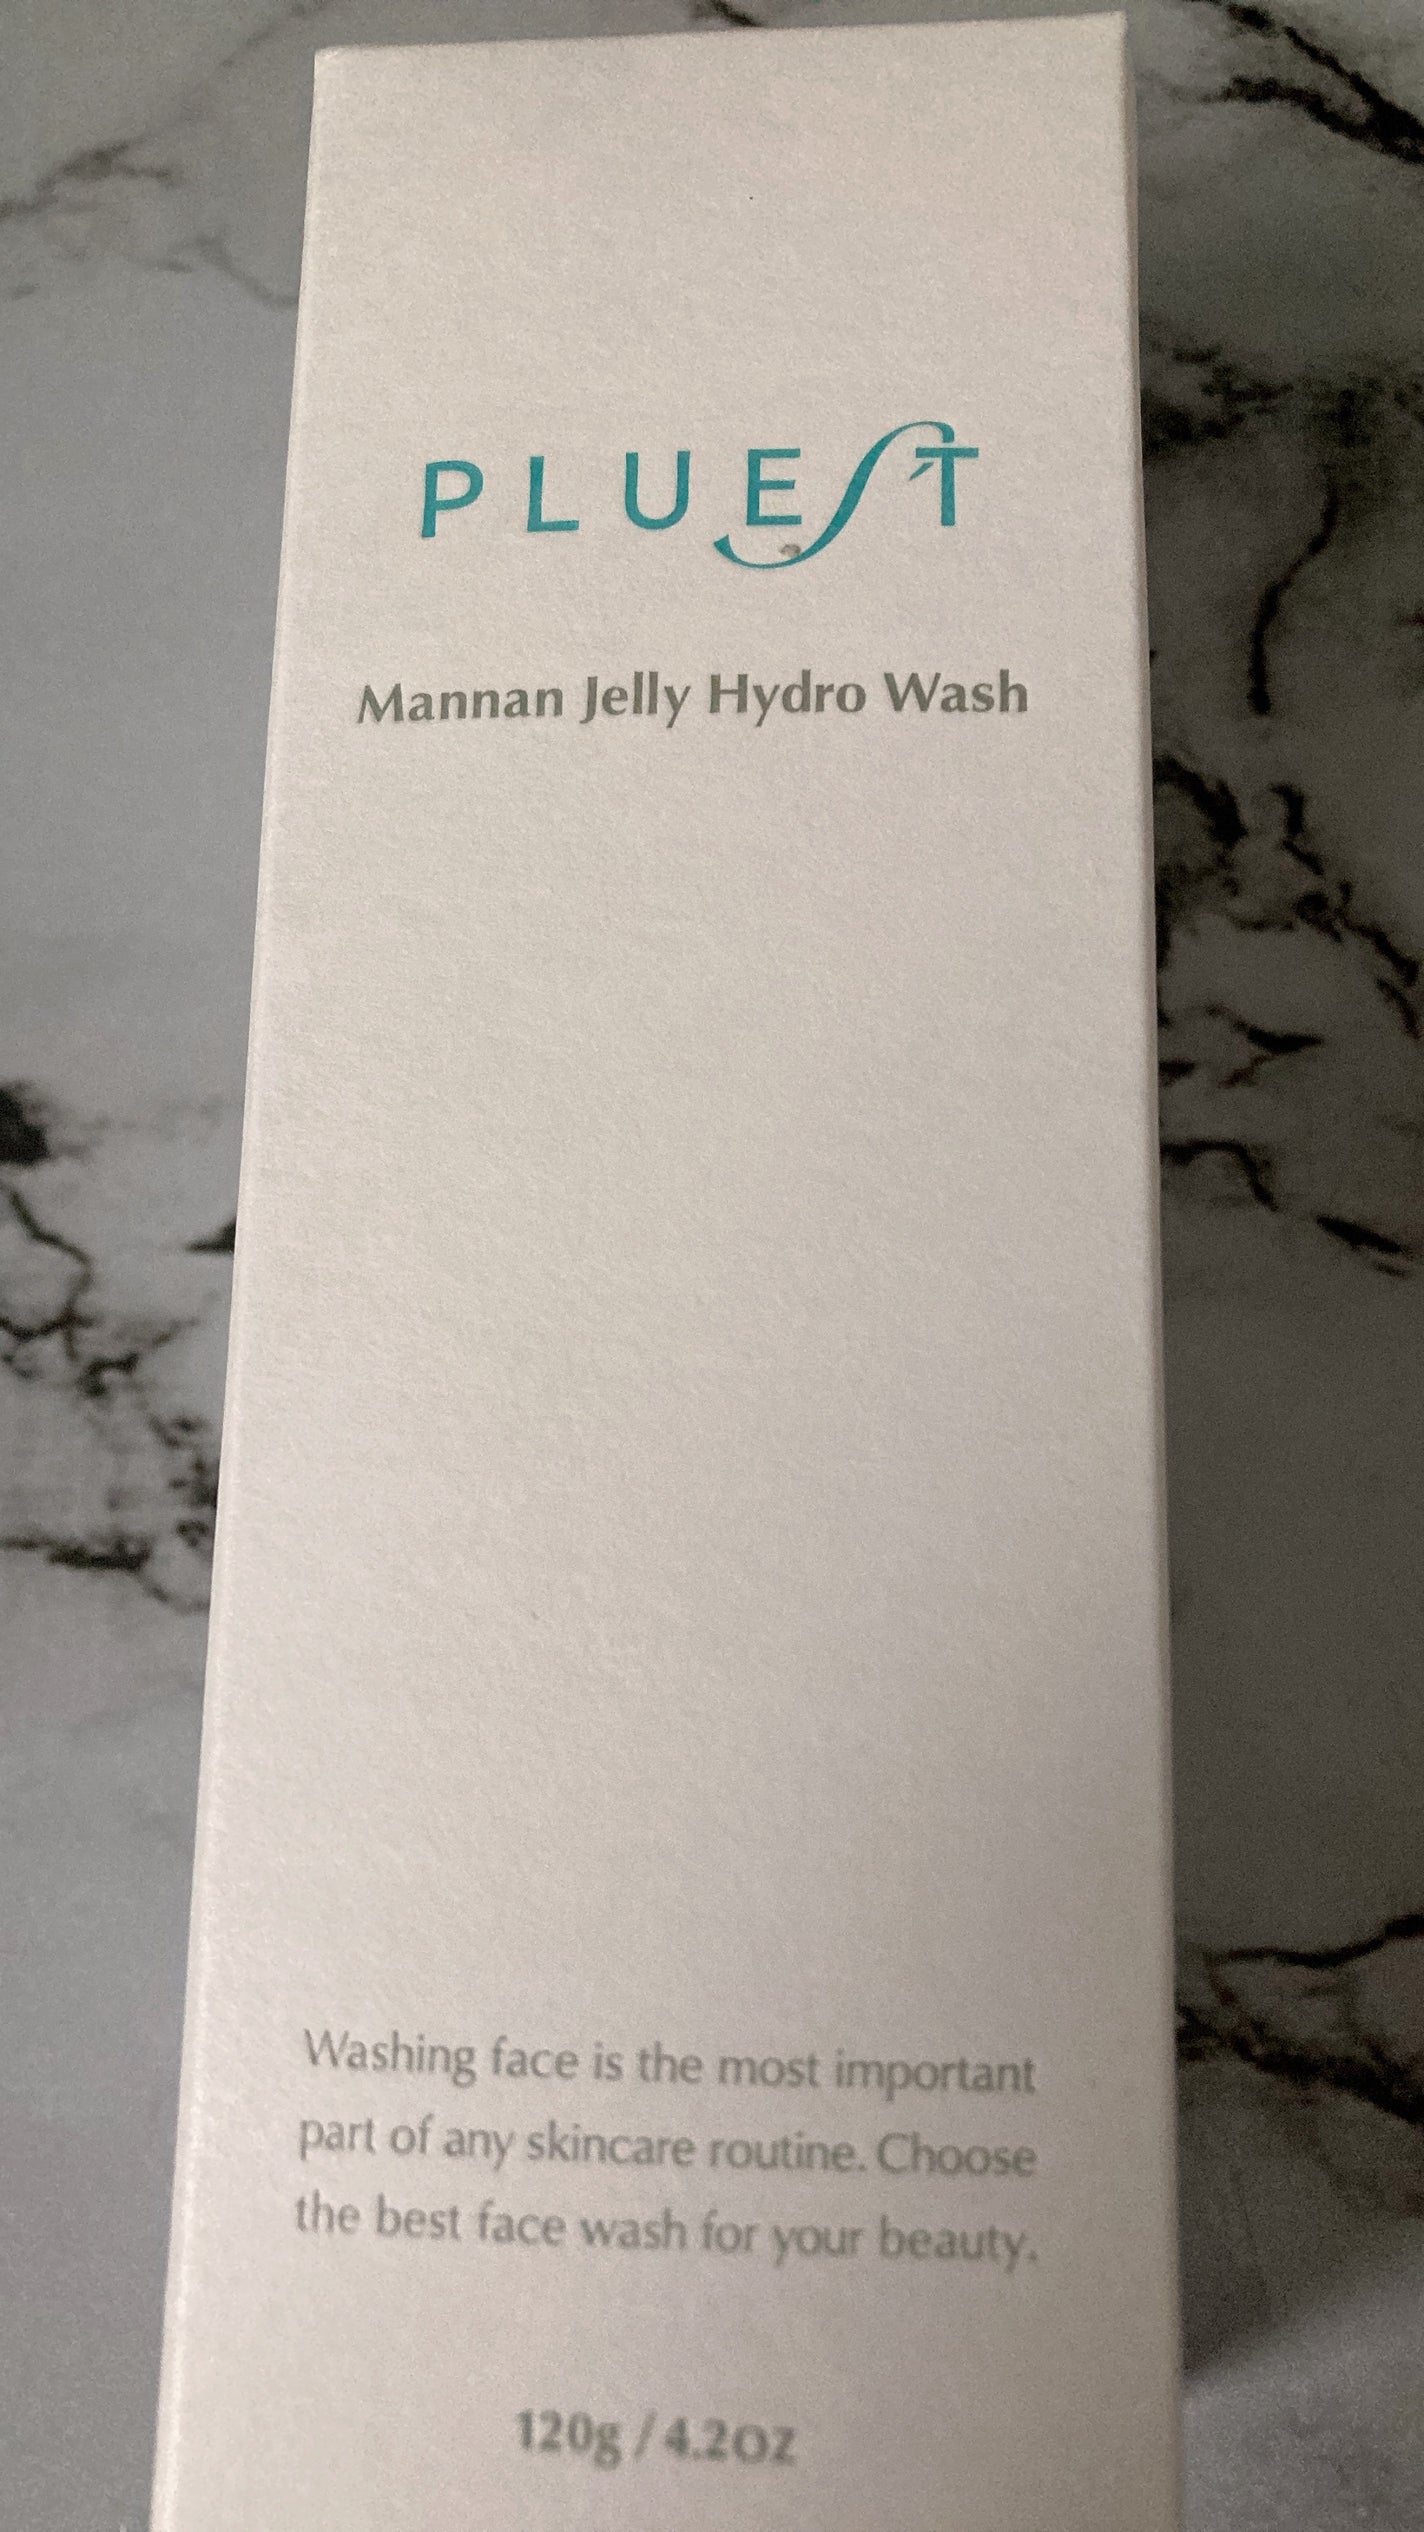 PLUEST
Mannan Jelly Hydro Wash
Washing face is the most important
part of any skincare routine. Choose
the best face wash for your beauty.
120g / 4.2oz